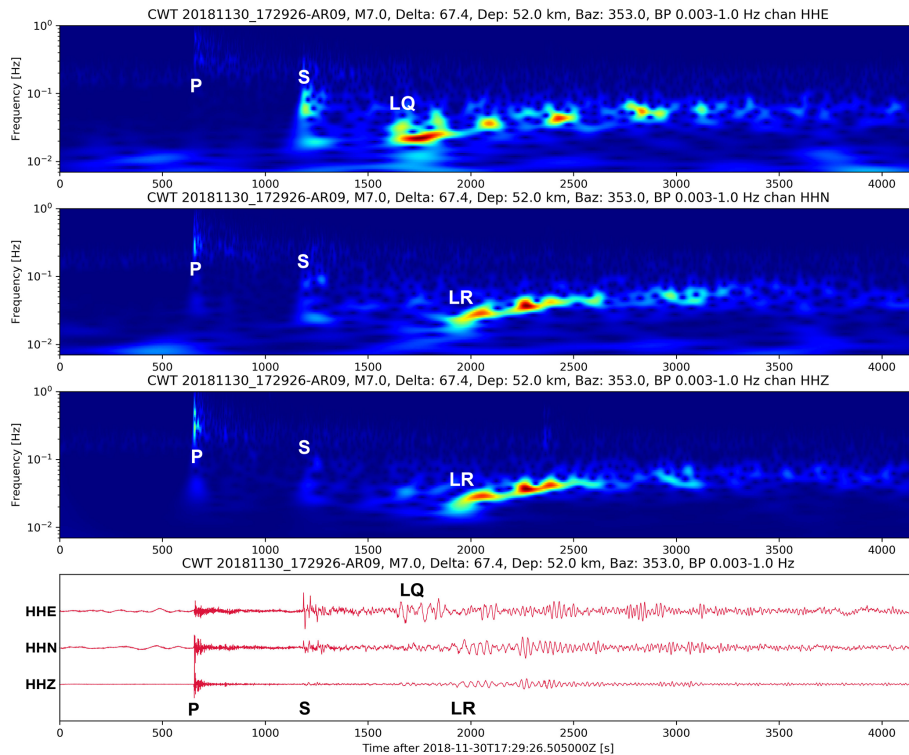 CWT 20181130_172926-AR09, M7.0, Delta: 67.4, Dep: 52.0 km, Baz: 353.0, BP 0.003-1.0 Hz chan HHE
10⁰
Frequency [Hz]
10⁻¹
10⁻²
P
S
LQ
0 500 1000 1500 2000 2500 3000 3500 4000
CWT 20181130_172926-AR09, M7.0, Delta: 67.4, Dep: 52.0 km, Baz: 353.0, BP 0.003-1.0 Hz chan HHN
10⁰
Frequency [Hz]
10⁻¹
10⁻²
P
S
LR
0 500 1000 1500 2000 2500 3000 3500 4000
CWT 20181130_172926-AR09, M7.0, Delta: 67.4, Dep: 52.0 km, Baz: 353.0, BP 0.003-1.0 Hz chan HHZ
10⁰
Frequency [Hz]
10⁻¹
10⁻²
P
S
LR
0 500 1000 1500 2000 2500 3000 3500 4000
CWT 20181130_172926-AR09, M7.0, Delta: 67.4, Dep: 52.0 km, Baz: 353.0, BP 0.003-1.0 Hz
LQ
HHE
HHN
HHZ
P S LR
0 500 1000 1500 2000 2500 3000 3500 4000
Time after 2018-11-30T17:29:26.505000Z [s]